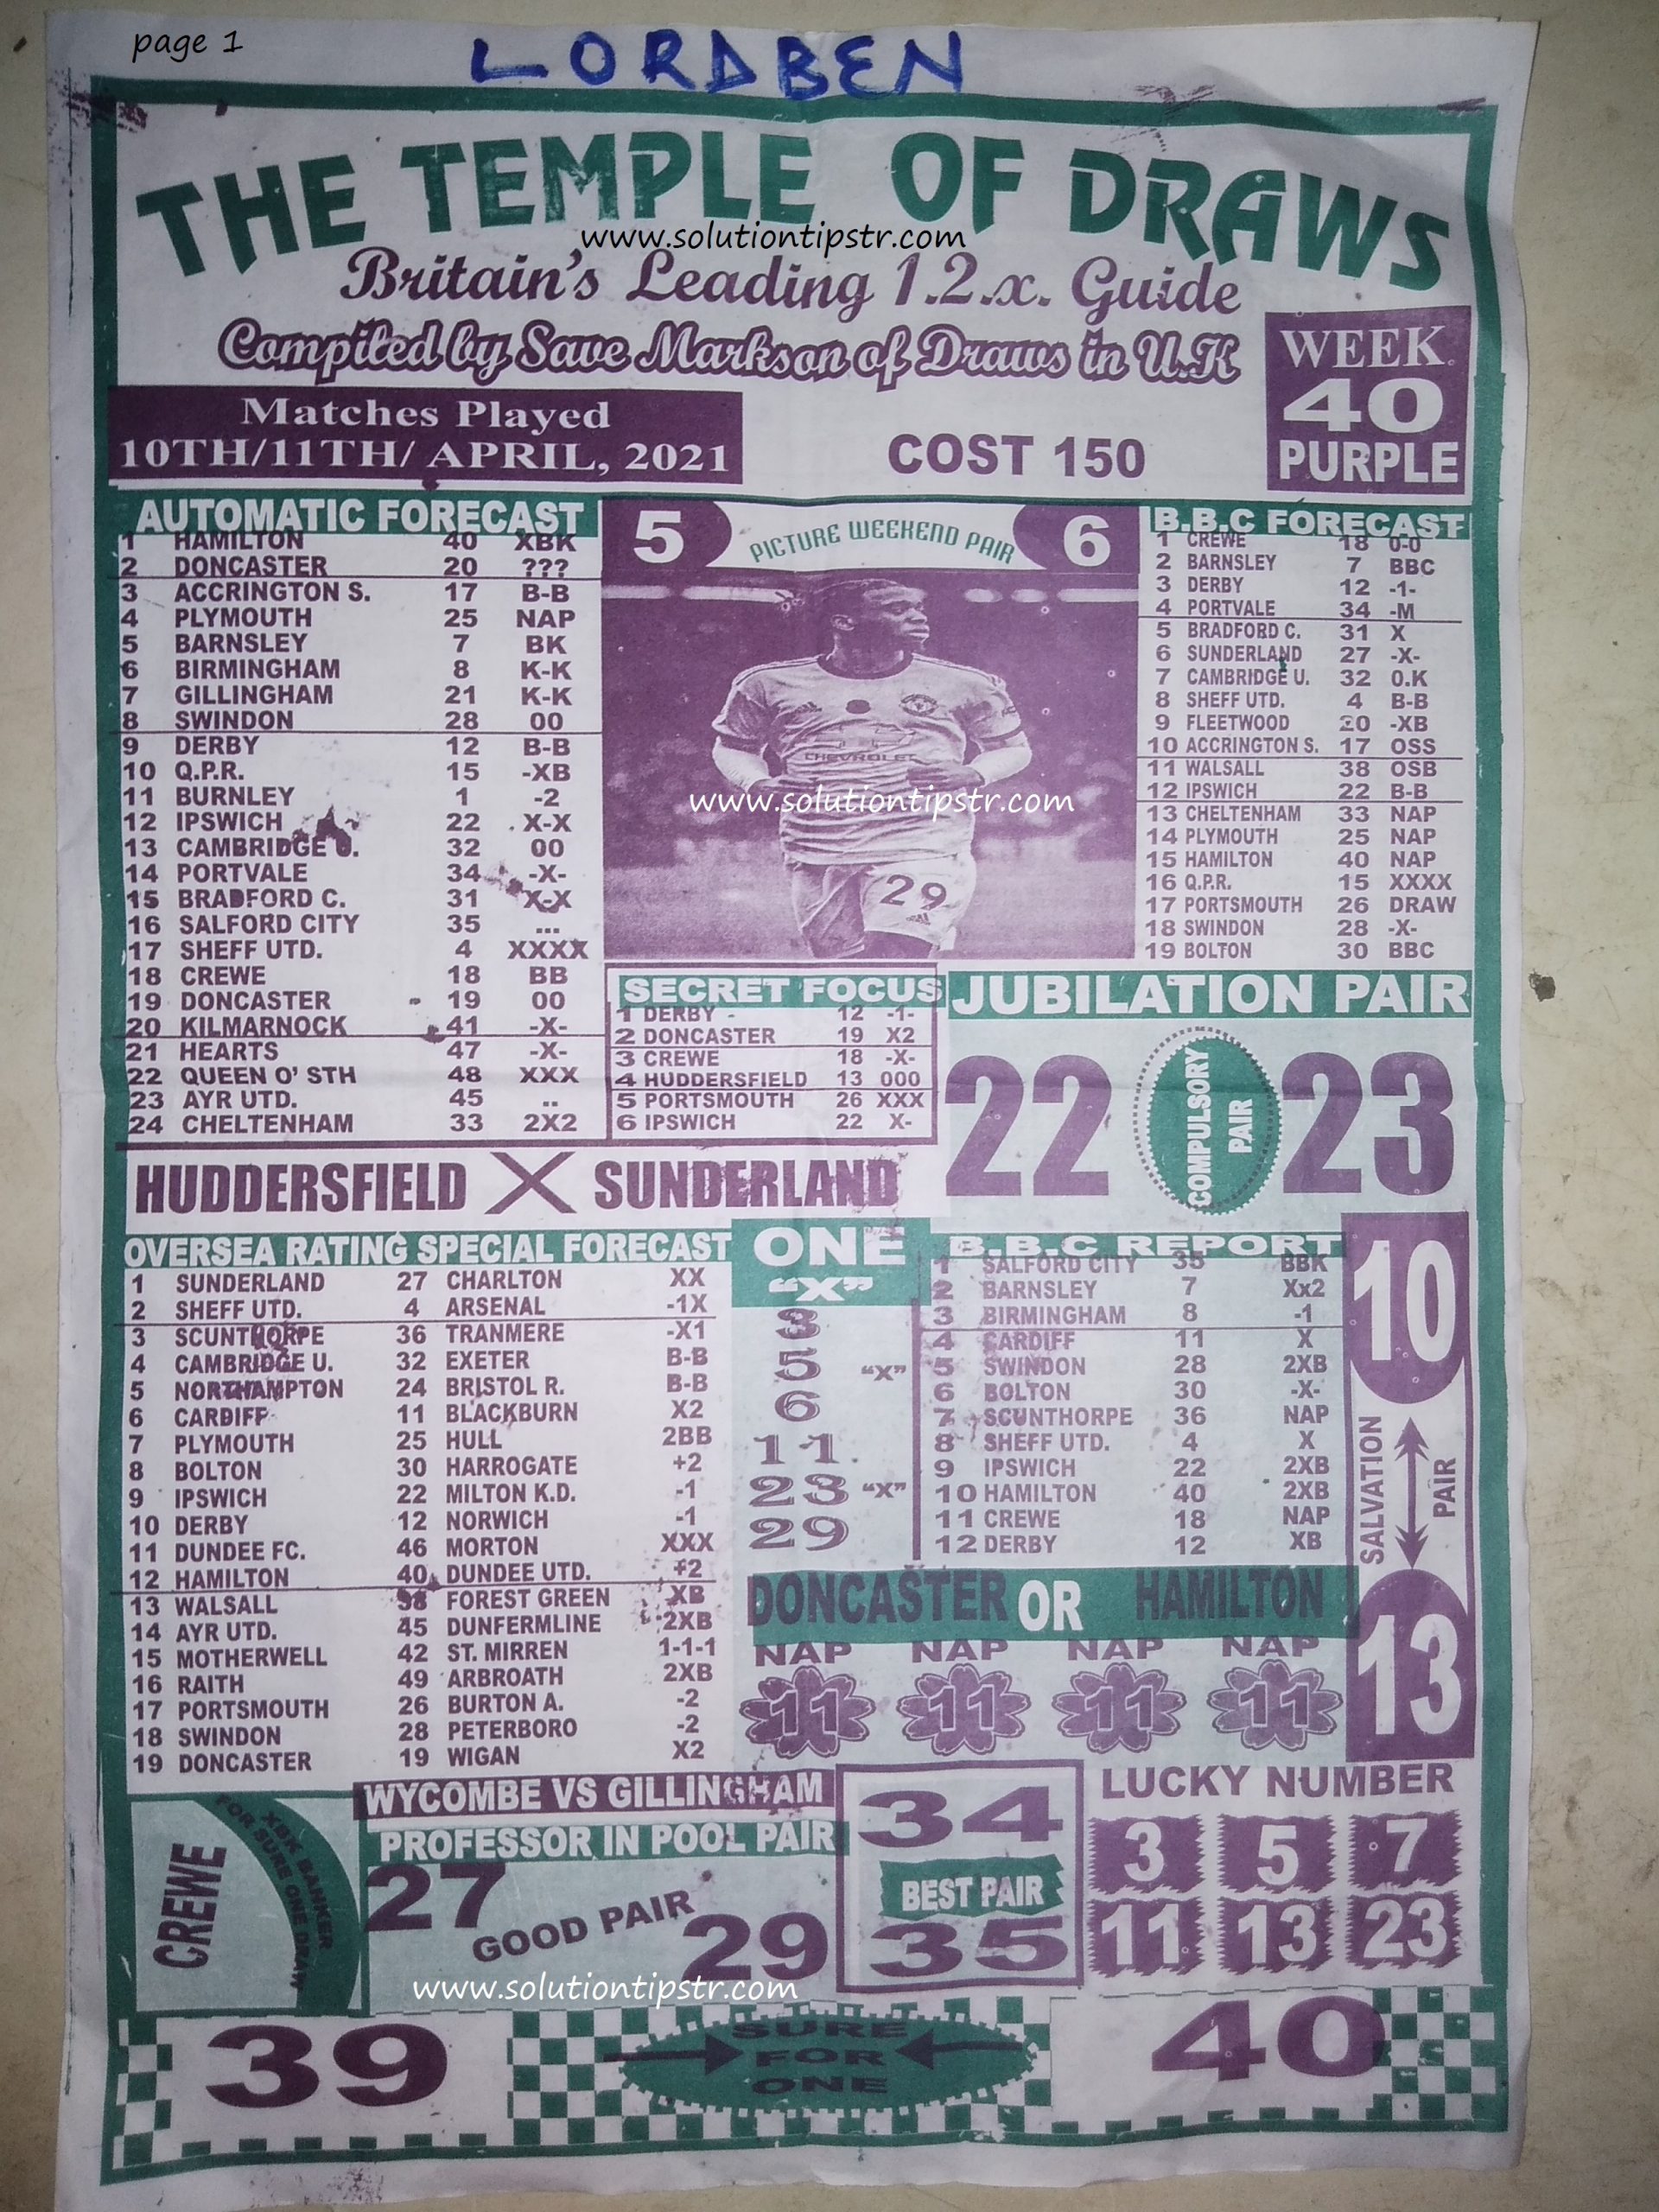 page 1
LORDBEN
THE TEMPLE OF DRAWS
www.solutiontipstr.com
Britain's Leading 1.2.x. Guide
Compiled by Save Markson of Draws in U.K
WEEK
40
PURPLE
Matches Played
10TH/11TH/ APRIL, 2021
COST 150
AUTOMATIC FORECAST
1 HAMILTON 40 XBK
2 DONCASTER 20 ???
3 ACCRINGTON S. 17 B-B
4 PLYMOUTH 25 NAP
5 BARNSLEY 7 BK
6 BIRMINGHAM 8 K-K
7 GILLINGHAM 21 K-K
8 SWINDON 28 00
9 DERBY 12 B-B
10 Q.P.R. 15 -XB
11 BURNLEY 1 -2
12 IPSWICH 22 . X-X
13 CAMBRIDGE U. 32 00
14 PORTVALE 34 -X-
15 BRADFORD C. 31 X-X
16 SALFORD CITY 35 ...
17 SHEFF UTD. 4 XXXX
18 CREWE 18 BB
19 DONCASTER 19 00
20 KILMARNOCK 41 -X-
21 HEARTS 47 -X-
22 QUEEN O' STH 48 XXX
23 AYR UTD. 45 ..
24 CHELTENHAM 33 2X2
5 PICTURE WEEKEND PAIR 6
CHEVROLET
www.solutiontipstr.com
29
B.B.C FORECAST
1 CREWE 18 0-0
2 BARNSLEY 7 BBC
3 DERBY 12 -1-
4 PORTVALE 34 -M
5 BRADFORD C. 31 X
6 SUNDERLAND 27 -X-
7 CAMBRIDGE U. 32 0.K
8 SHEFF UTD. 4 B-B
9 FLEETWOOD 20 -XB
10 ACCRINGTON S. 17 OSS
11 WALSALL 38 OSB
12 IPSWICH 22 B-B
13 CHELTENHAM 33 NAP
14 PLYMOUTH 25 NAP
15 HAMILTON 40 NAP
16 Q.P.R. 15 XXXX
17 PORTSMOUTH 26 DRAW
18 SWINDON 28 -X-
19 BOLTON 30 BBC
SECRET FOCUS
1 DERBY - 12 -1-
2 DONCASTER 19 X2
3 CREWE 18 -X-
4 HUDDERSFIELD 13 000
5 PORTSMOUTH 26 XXX
6 IPSWICH 22 X-
JUBILATION PAIR
22 COMPULSORY PAIR 23
HUDDERSFIELD X SUNDERLAND
OVERSEA RATING SPECIAL FORECAST
1 SUNDERLAND 27 CHARLTON XX
2 SHEFF UTD. 4 ARSENAL -1X
3 SCUNTHORPE 36 TRANMERE -X1
4 CAMBRIDGE U. 32 EXETER B-B
5 NORTHAMPTON 24 BRISTOL R. B-B
6 CARDIFF 11 BLACKBURN X2
7 PLYMOUTH 25 HULL 2BB
8 BOLTON 30 HARROGATE +2
9 IPSWICH 22 MILTON K.D. -1
10 DERBY 12 NORWICH -1
11 DUNDEE FC. 46 MORTON XXX
12 HAMILTON 40 DUNDEE UTD. +2
13 WALSALL 38 FOREST GREEN XB
14 AYR UTD. 45 DUNFERMLINE 2XB
15 MOTHERWELL 42 ST. MIRREN 1-1-1
16 RAITH 49 ARBROATH 2XB
17 PORTSMOUTH 26 BURTON A. -2
18 SWINDON 28 PETERBORO -2
19 DONCASTER 19 WIGAN X2
ONE
"X"
3
5 "X"
6
11
23 "X"
29
B.B.C REPORT
1 SALFORD CITY 35 BBK
2 BARNSLEY 7 Xx2
3 BIRMINGHAM 8 -1
4 CARDIFF 11 X
5 SWINDON 28 2XB
6 BOLTON 30 -X-
7 SCUNTHORPE 36 NAP
8 SHEFF UTD. 4 X
9 IPSWICH 22 2XB
10 HAMILTON 40 2XB
11 CREWE 18 NAP
12 DERBY 12 XB
10
SALVATION PAIR
13
DONCASTER OR HAMILTON
NAP NAP NAP NAP
11 11 11 11
WYCOMBE VS GILLINGHAM
PROFESSOR IN POOL PAIR
27 GOOD PAIR 29
CREWE
XBK BANKER
FOR SURE ONE DRAW
34
BEST PAIR
35
LUCKY NUMBER
3 5 7
11 13 23
www.solutiontipstr.com
39 SURE FOR ONE 40